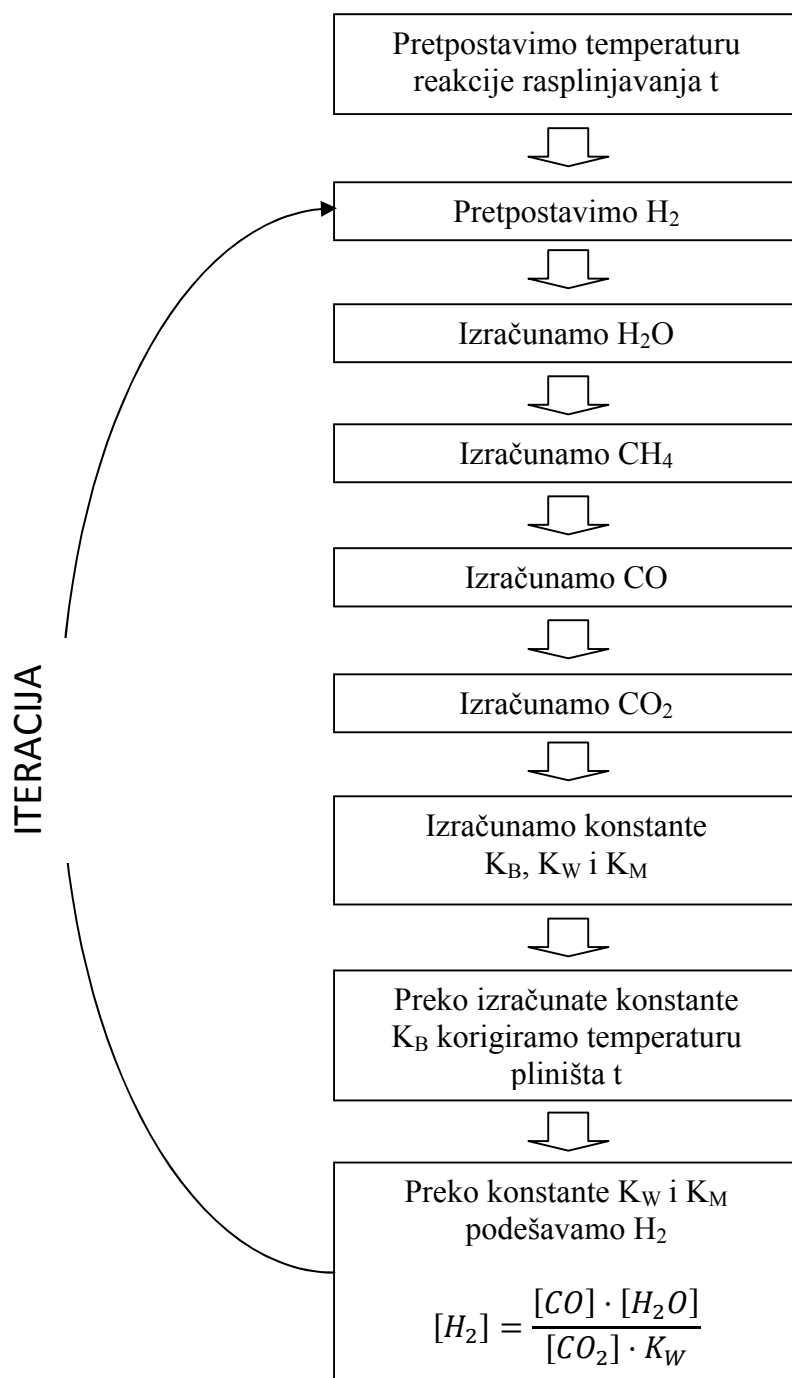 Pretpostavimo temperaturu
reakcije rasplinjavanja t
Pretpostavimo H₂
Izračunamo H₂O
Izračunamo CH₄
Izračunamo CO
Izračunamo CO₂
Izračunamo konstante
K_B, K_W i K_M
Preko izračunate konstante
K_B korigiramo temperaturu
pliništa t
Preko konstante K_W i K_M
podešavamo H₂
[H₂] = [CO] · [H₂O] / [CO₂] · K_W
ITERACIJA